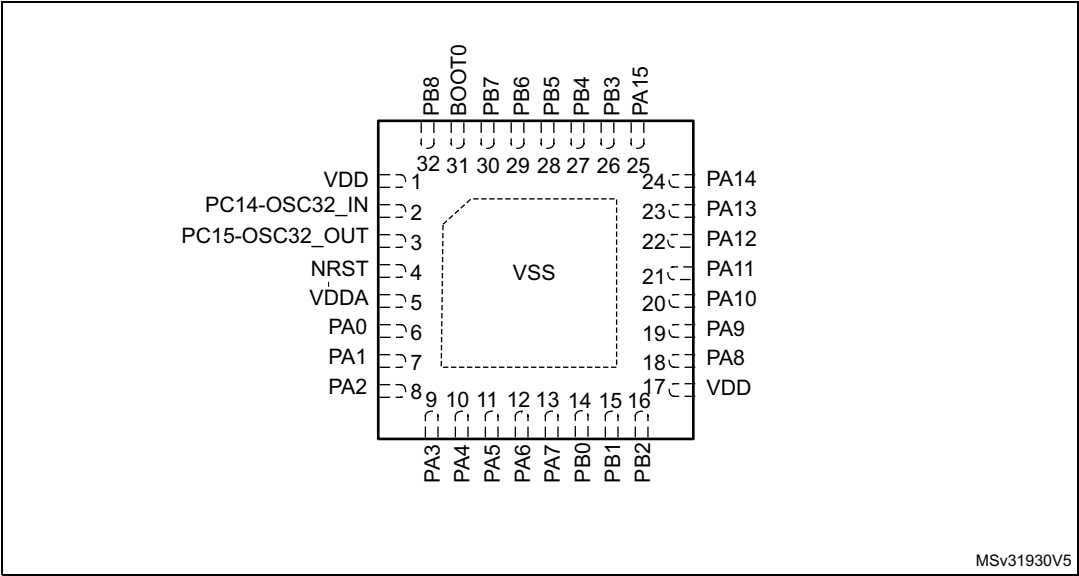 PB8
BOOT0
PB7
PB6
PB5
PB4
PB3
PA15
32 31 30 29 28 27 26 25
VDD 1
PC14-OSC32_IN 2
PC15-OSC32_OUT 3
NRST 4
VDDA 5
PA0 6
PA1 7
PA2 8
VSS
24 PA14
23 PA13
22 PA12
21 PA11
20 PA10
19 PA9
18 PA8
17 VDD
9 10 11 12 13 14 15 16
PA3
PA4
PA5
PA6
PA7
PB0
PB1
PB2
MSv31930V5